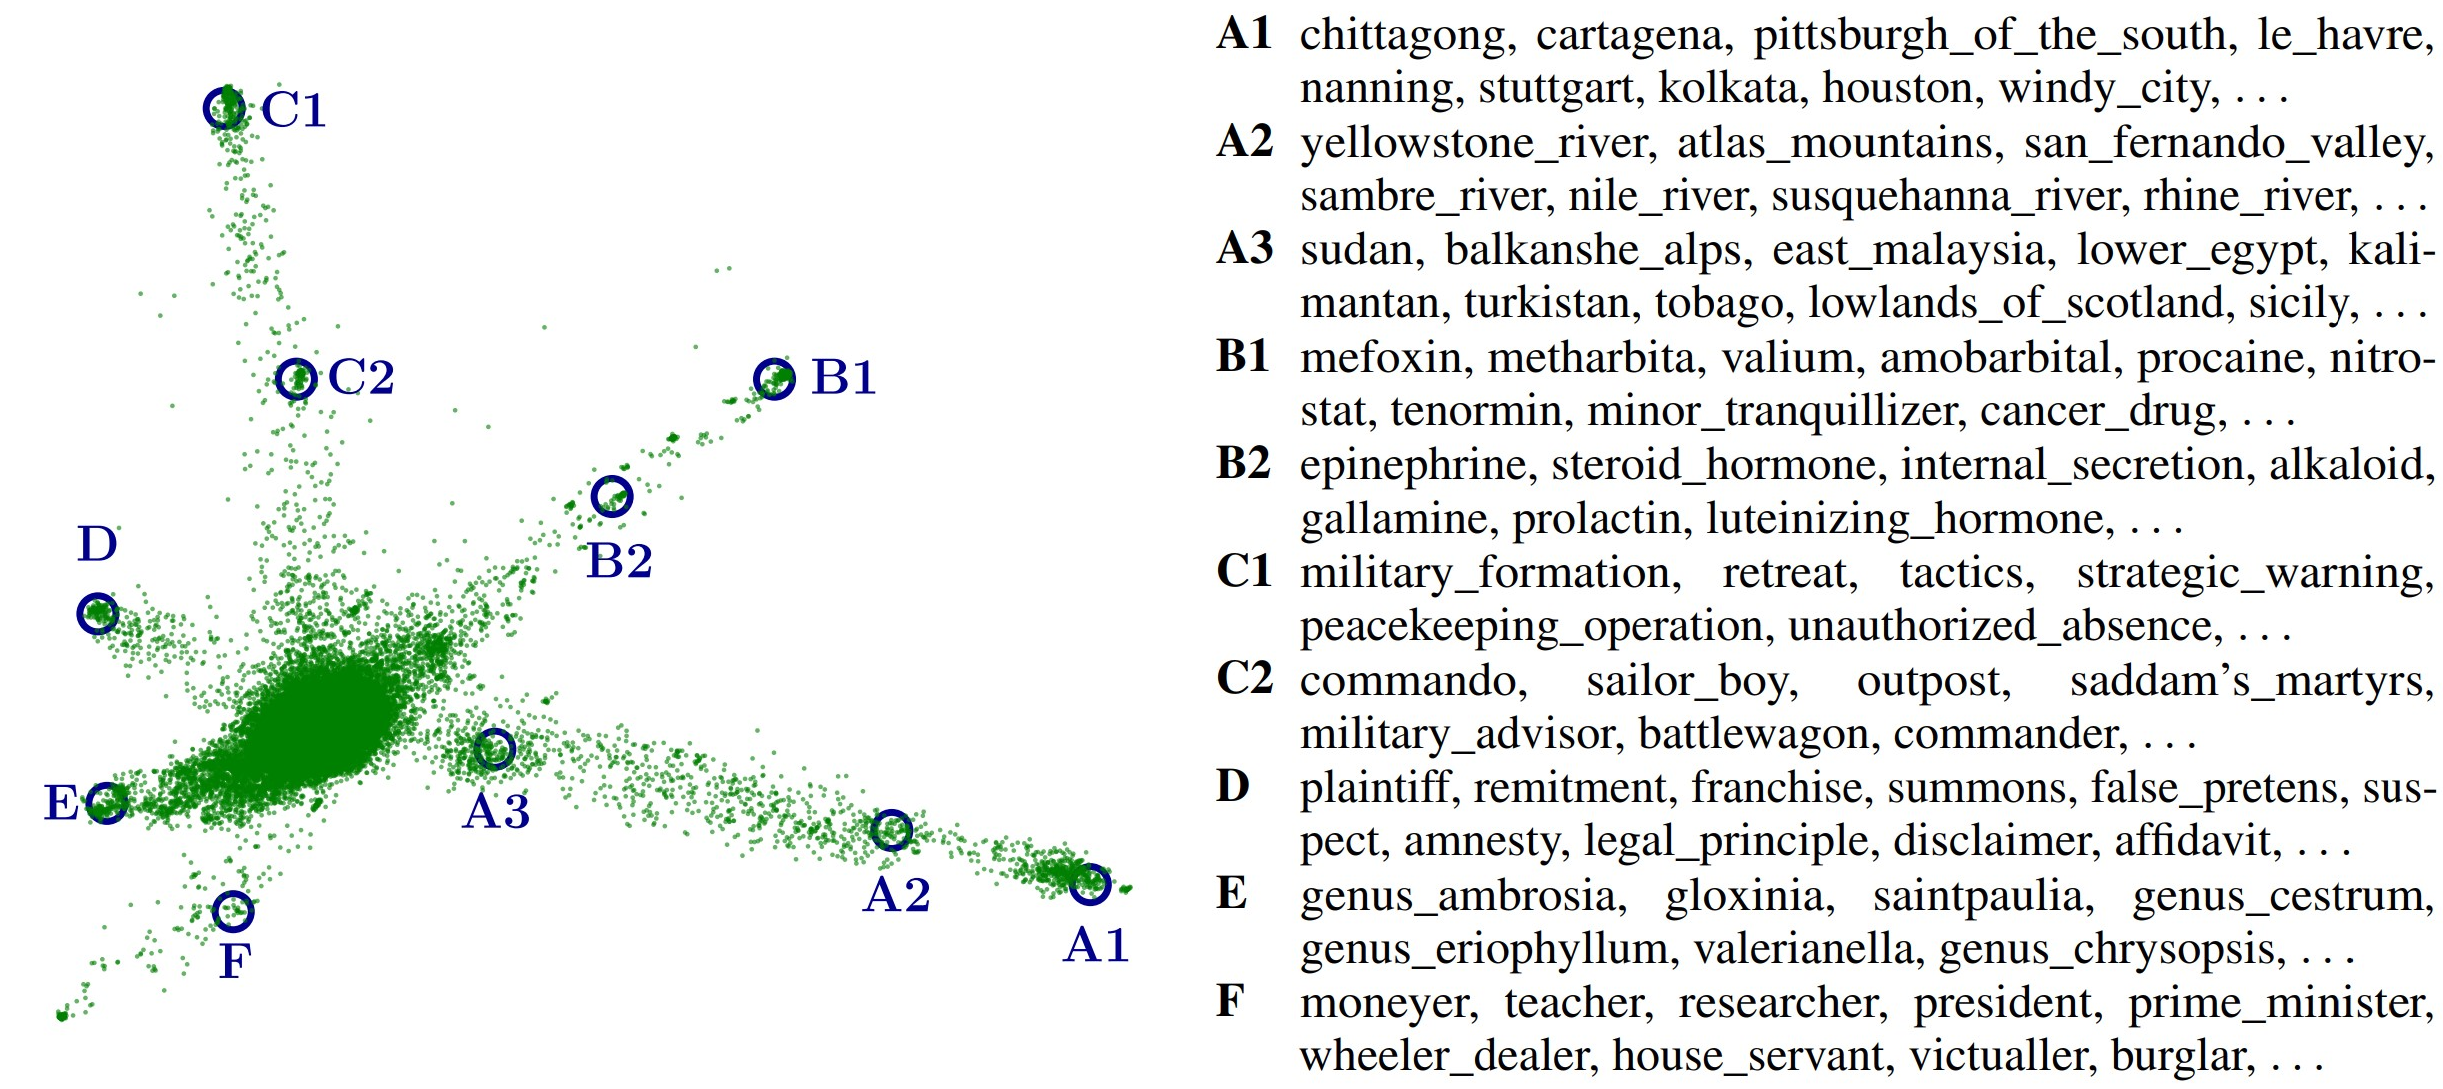 C1
C2
B1
B2
D
E
A3
A2
A1
F
A1 chittagong, cartagena, pittsburgh_of_the_south, le_havre,
nanning, stuttgart, kolkata, houston, windy_city, . . .
A2 yellowstone_river, atlas_mountains, san_fernando_valley,
sambre_river, nile_river, susquehanna_river, rhine_river, . . .
A3 sudan, balkanshe_alps, east_malaysia, lower_egypt, kali-
mantan, turkistan, tobago, lowlands_of_scotland, sicily, . . .
B1 mefoxin, metharbita, valium, amobarbital, procaine, nitro-
stat, tenormin, minor_tranquillizer, cancer_drug, . . .
B2 epinephrine, steroid_hormone, internal_secretion, alkaloid,
gallamine, prolactin, luteinizing_hormone, . . .
C1 military_formation, retreat, tactics, strategic_warning,
peacekeeping_operation, unauthorized_absence, . . .
C2 commando, sailor_boy, outpost, saddam's_martyrs,
military_advisor, battlewagon, commander, . . .
D plaintiff, remitment, franchise, summons, false_pretens, sus-
pect, amnesty, legal_principle, disclaimer, affidavit, . . .
E genus_ambrosia, gloxinia, saintpaulia, genus_cestrum,
genus_eriophyllum, valerianella, genus_chrysopsis, . . .
F moneyer, teacher, researcher, president, prime_minister,
wheeler_dealer, house_servant, victualler, burglar, . . .